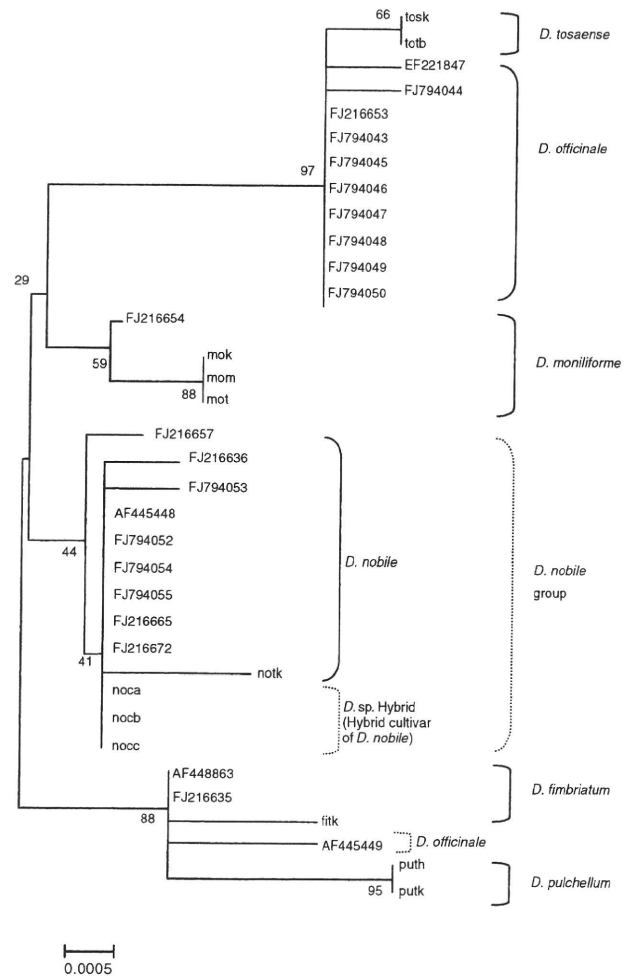 66
tosk
totb
D. tosaense
EF221847
FJ794044
FJ216653
FJ794043
D. officinale
FJ794045
97
FJ794046
FJ794047
FJ794048
FJ794049
29
FJ794050
FJ216654
mok
59
D. moniliforme
mom
88
mot
FJ216657
FJ216636
FJ794053
AF445448
FJ794052
44
D. nobile
FJ794054
D. nobile
group
FJ794055
FJ216665
FJ216672
41
notk
noca
D. sp. Hybrid
nocb
(Hybrid cultivar
of D. nobile)
nocc
AF448863
FJ216635
D. fimbriatum
88
fitk
AF445449
D. officinale
puth
D. pulchellum
95
putk
0.0005